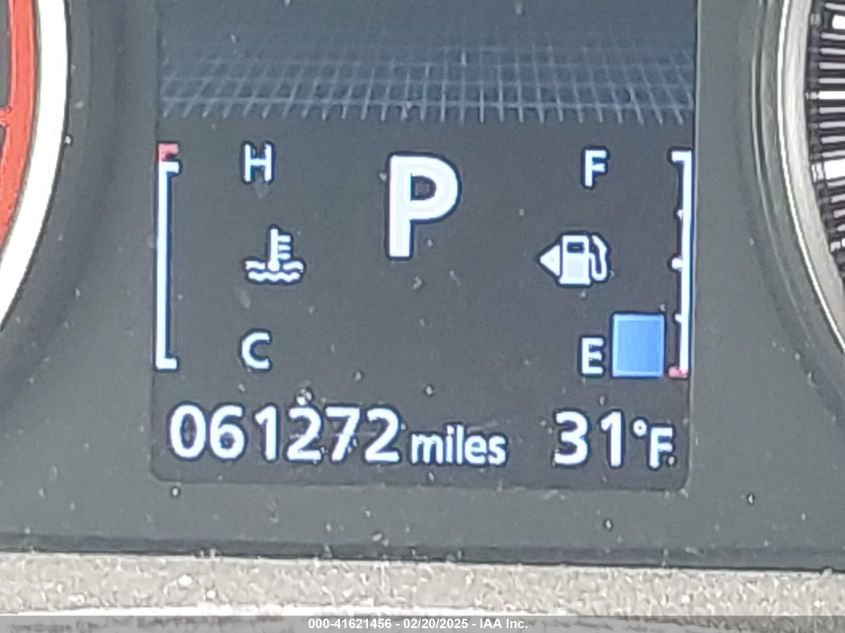 H P F
C E
061272 miles 31°F
000-41621456 - 02/20/2025 - IAA Inc.